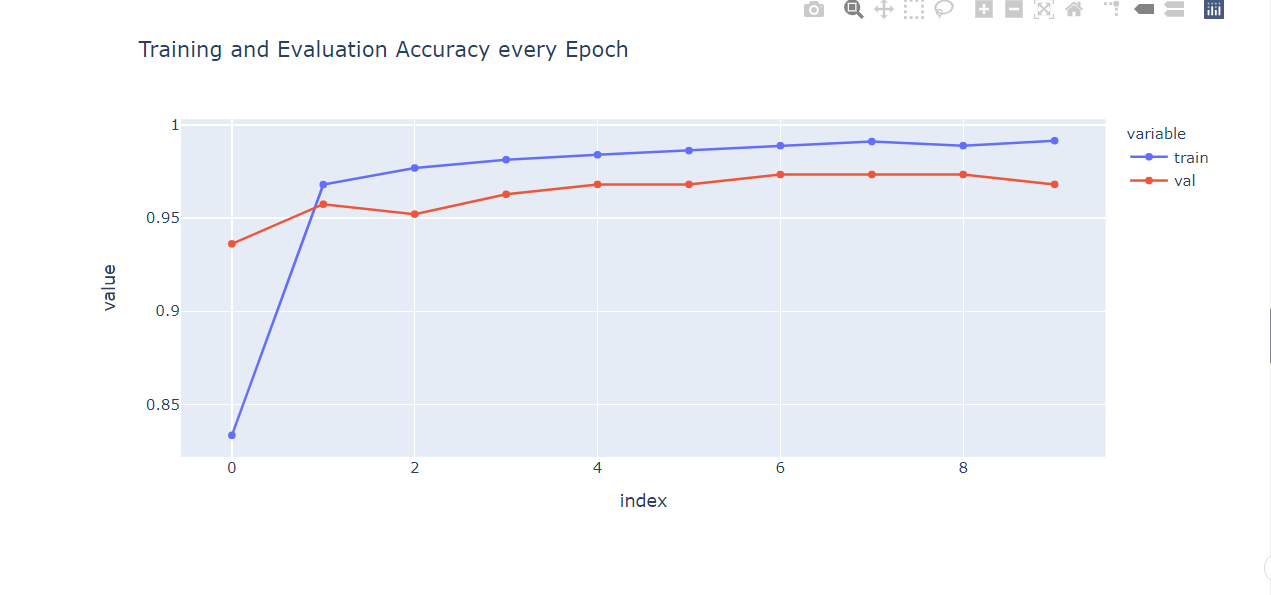 Training and Evaluation Accuracy every Epoch
1
0.95
0.9
0.85
value
0
2
4
6
8
index
variable
train
val